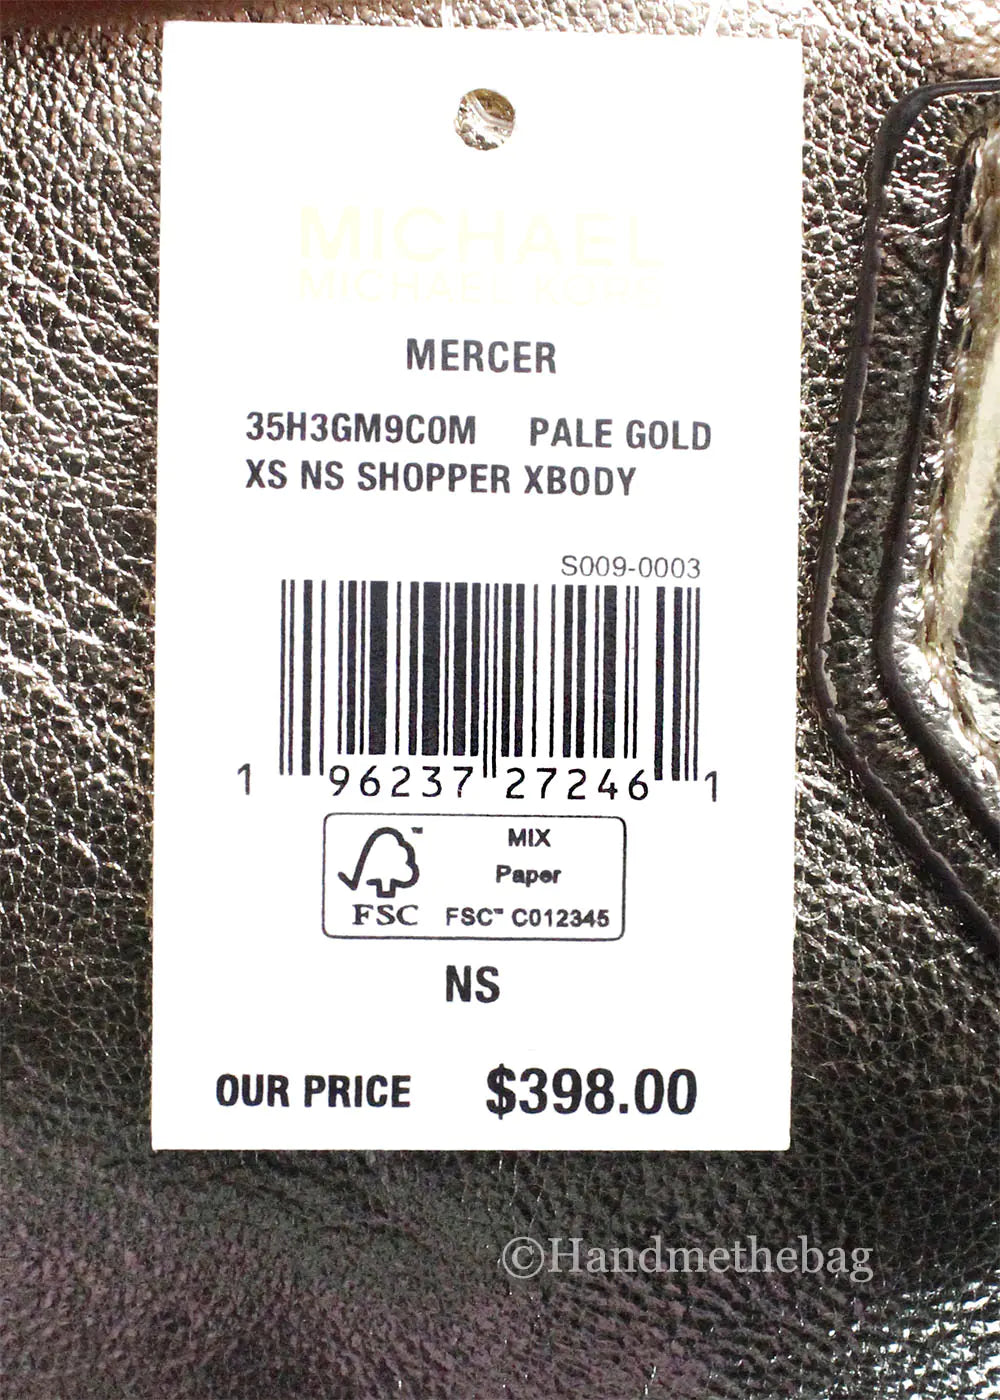 MICHAEL
MICHAEL KORS
MERCER
35H3GM9C0M PALE GOLD
XS NS SHOPPER XBODY
S009-0003
1 96237 27246 1
FSC™
MIX
Paper
FSC™ C012345
NS
OUR PRICE $398.00
©Handmethebag